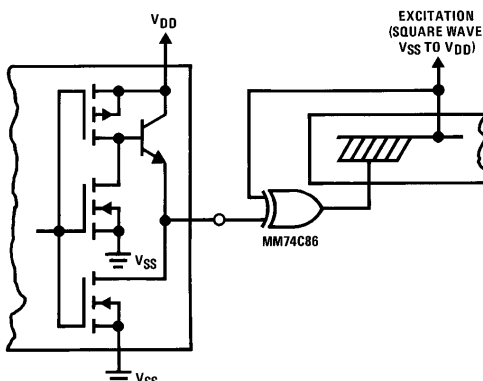 EXCITATION
(SQUARE WAVE
VSS TO VDD)
VDD
VSS
MM74C86
VSS